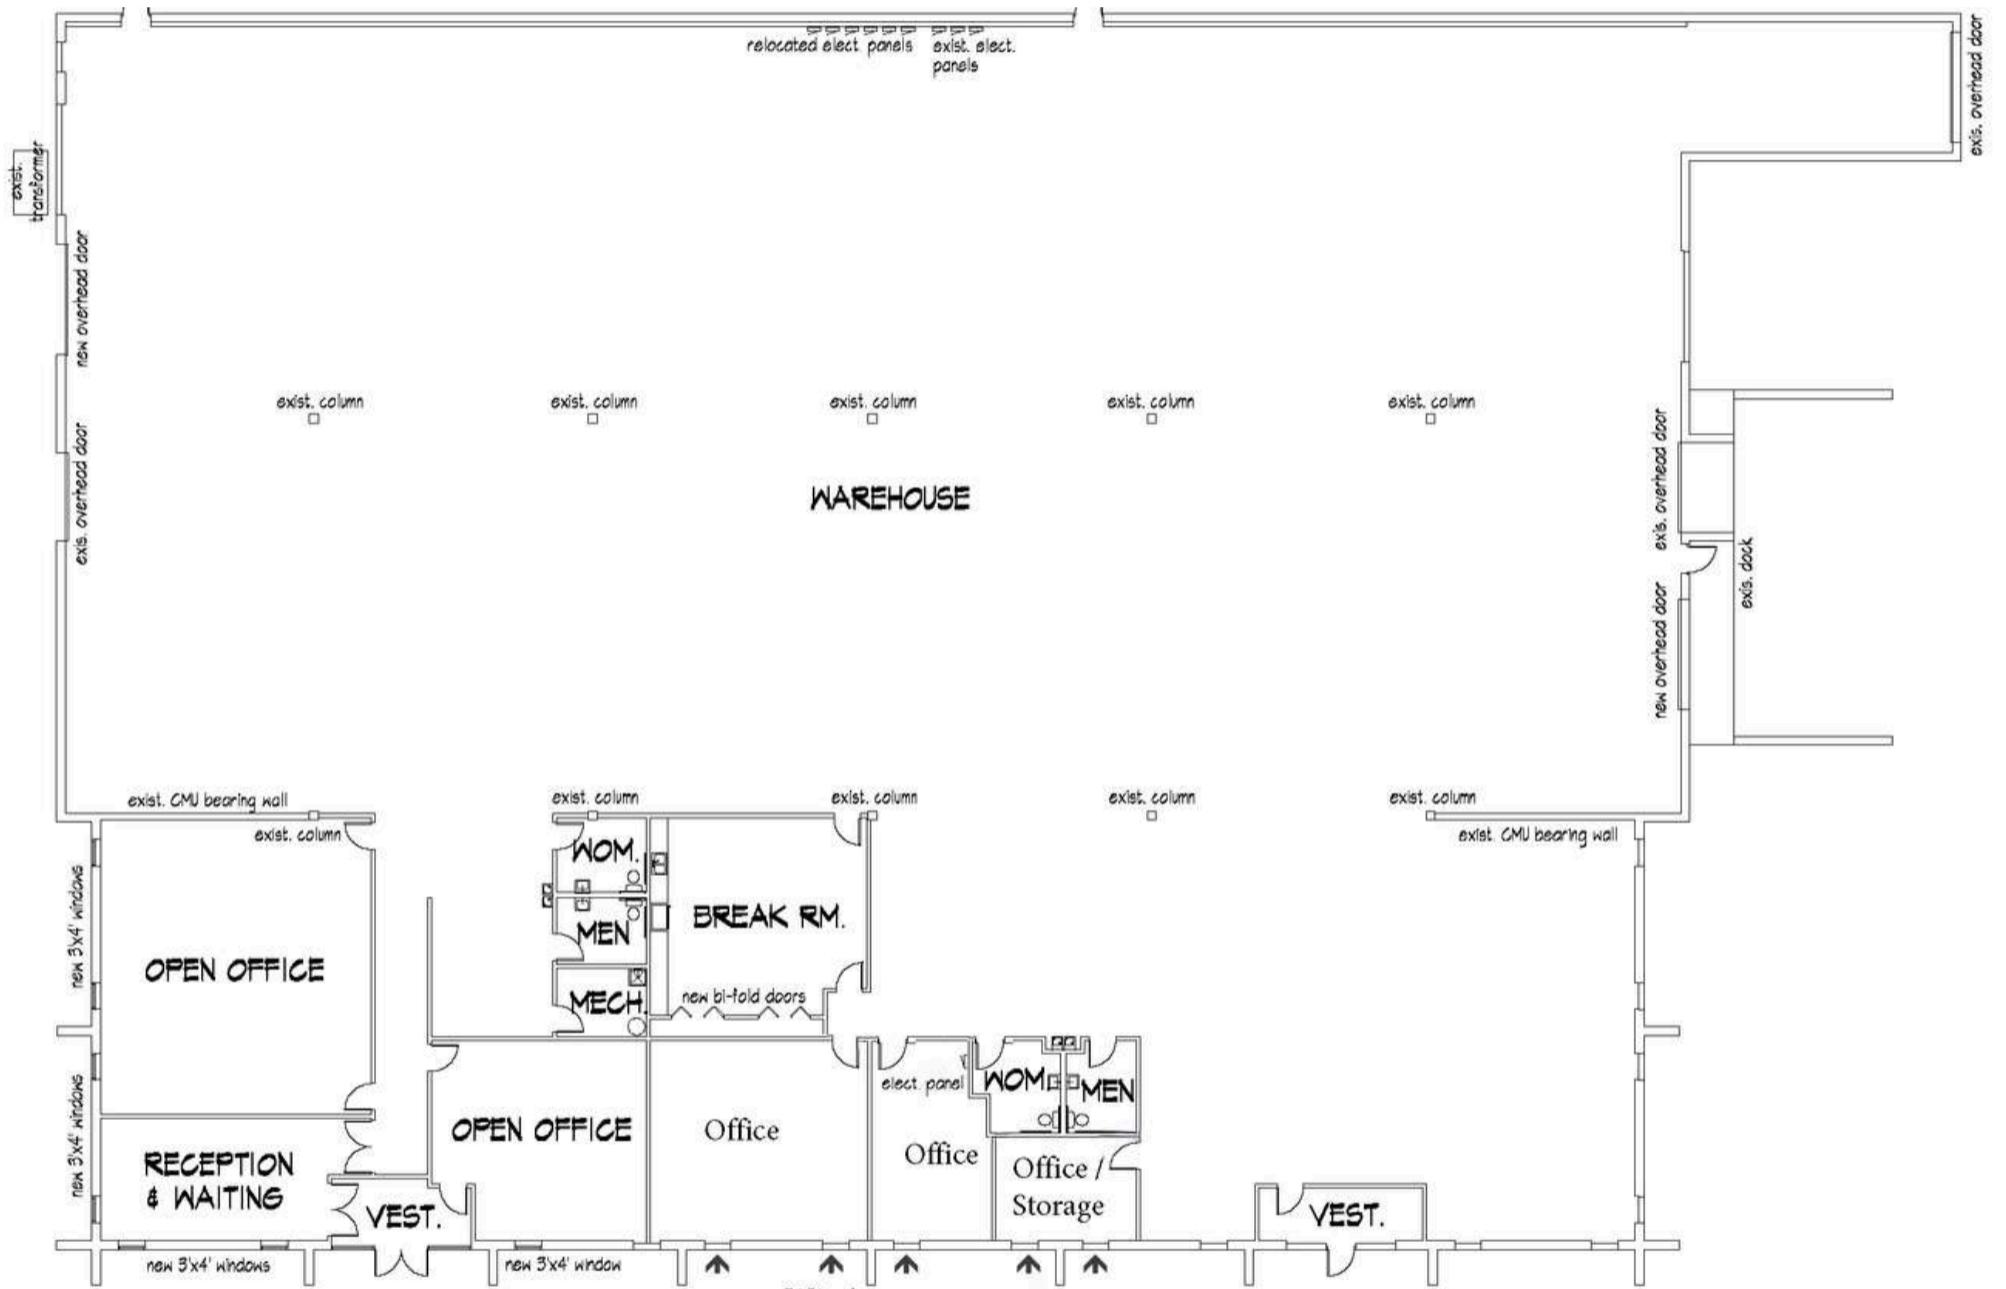 relocated elect. panels
exist. elect.
panels
exis. overhead door
exist.
transformer
new overhead door
exist. column
exist. column
exist. column
exist. column
exist. column
exis. overhead door
WAREHOUSE
exis. overhead door
exis. dock
new overhead door
exist. CMU bearing wall
exist. column
exist. column
exist. column
exist. column
exist. column
exist. CMU bearing wall
new 3'x4' windows
OPEN OFFICE
WOM.
MEN
MECH.
BREAK RM.
new bi-fold doors
new 3'x4' windows
RECEPTION
& WAITING
VEST.
OPEN OFFICE
Office
elect. panel
Office
WOM.
MEN
Office /
Storage
VEST.
new 3'x4' windows
new 3'x4' window